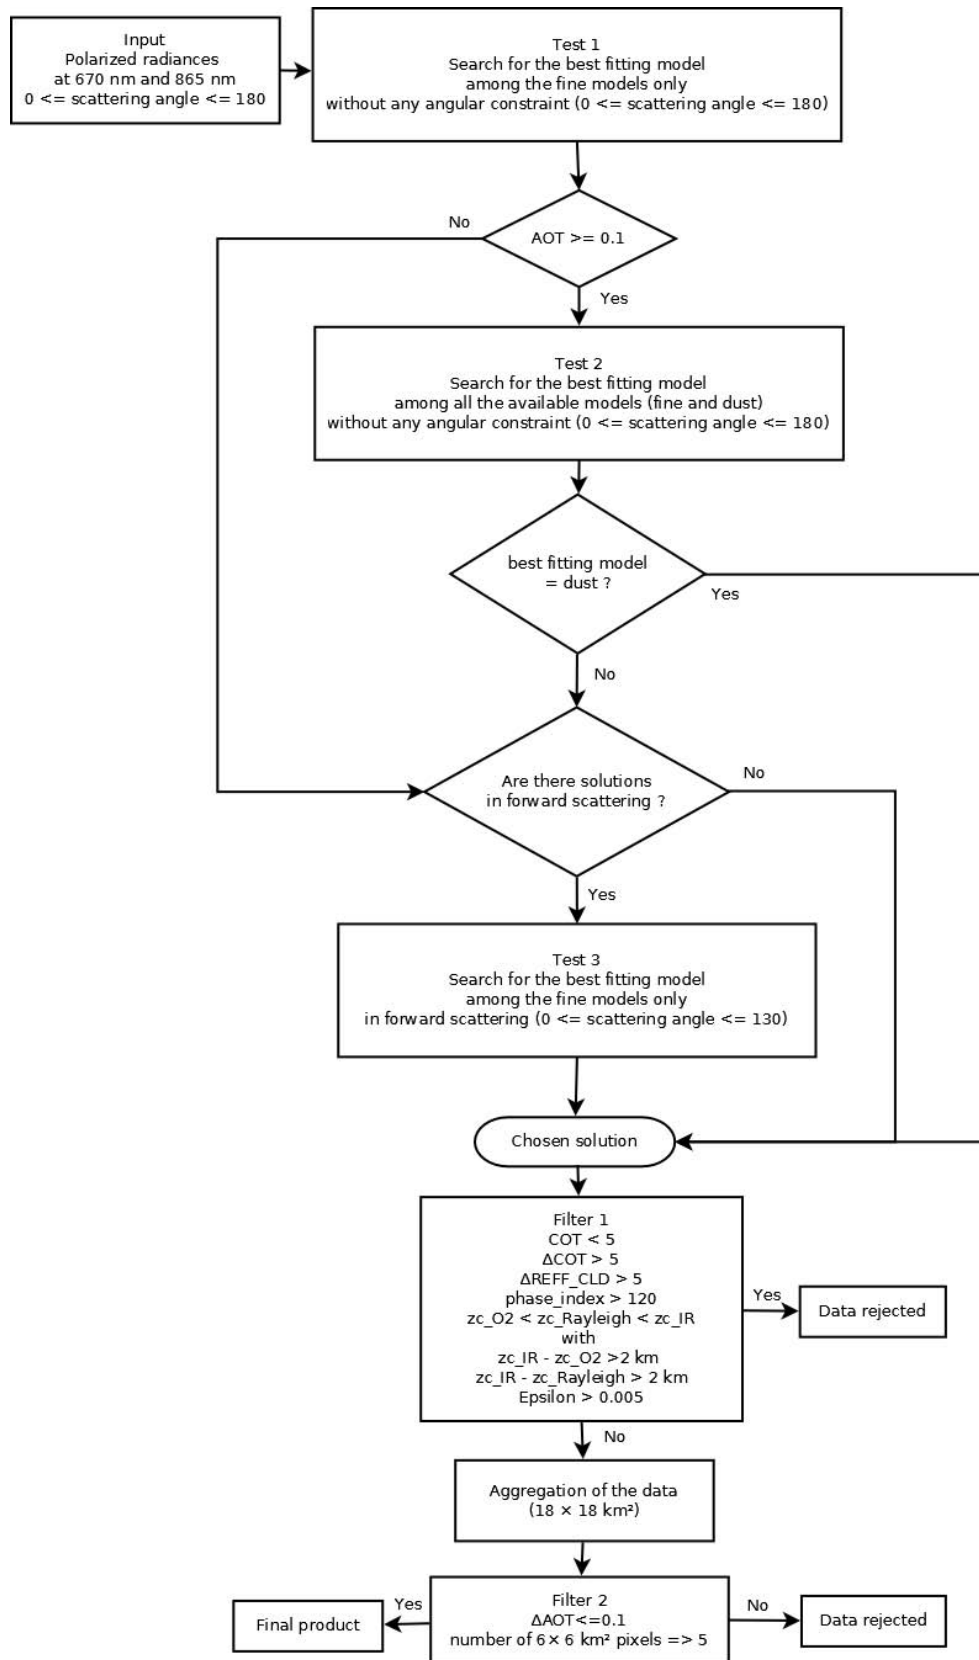 Input
Polarized radiances
at 670 nm and 865 nm
0 <= scattering angle <= 180
Test 1
Search for the best fitting model
among the fine models only
without any angular constraint (0 <= scattering angle <= 180)
No
AOT >= 0.1
Yes
Test 2
Search for the best fitting model
among all the available models (fine and dust)
without any angular constraint (0 <= scattering angle <= 180)
best fitting model
= dust ?
Yes
No
Are there solutions
in forward scattering ?
No
Yes
Test 3
Search for the best fitting model
among the fine models only
in forward scattering (0 <= scattering angle <= 130)
Chosen solution
Filter 1
COT < 5
ΔCOT > 5
ΔREFF_CLD > 5
phase_index > 120
zc_O2 < zc_Rayleigh < zc_IR
with
zc_IR - zc_O2 >2 km
zc_IR - zc_Rayleigh > 2 km
Epsilon > 0.005
Yes
Data rejected
No
Aggregation of the data
(18 × 18 km²)
Filter 2
ΔAOT<=0.1
number of 6× 6 km² pixels => 5
Yes
Final product
No
Data rejected